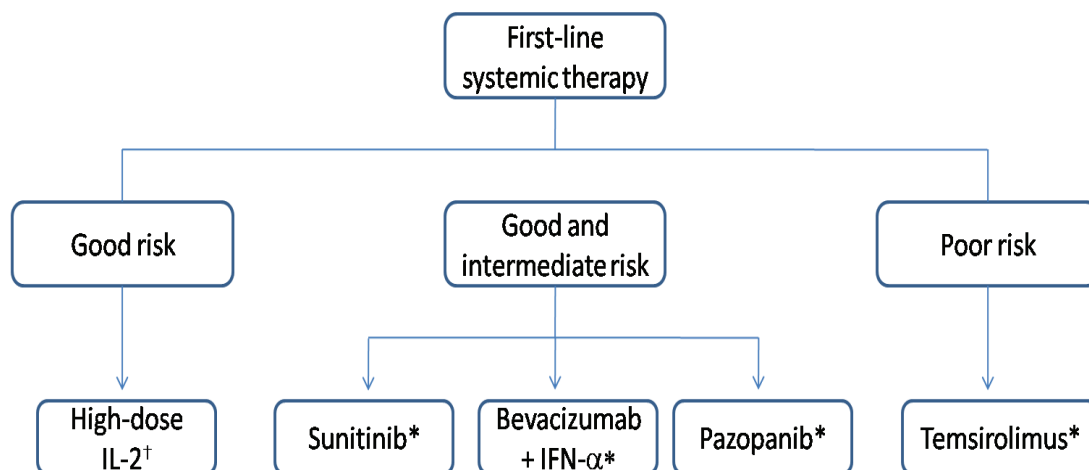 First-line
systemic therapy
Good risk
Good and
intermediate risk
Poor risk
High-dose
IL-2†
Sunitinib*
Bevacizumab
+ IFN-α*
Pazopanib*
Temsirolimus*